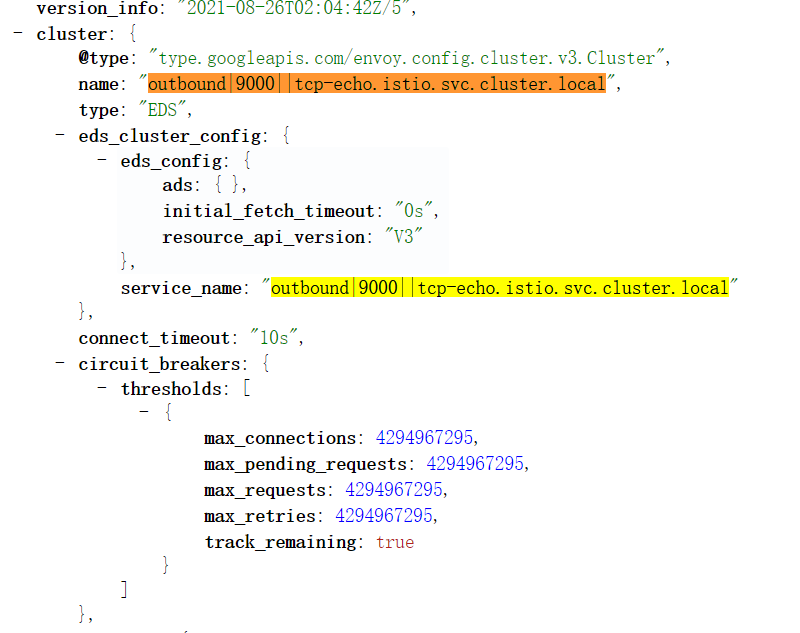 version_info: "2021-08-26T02:04:42Z/5",
- cluster: {
@type: "type.googleapis.com/envoy.config.cluster.v3.Cluster",
name: "outbound|9000||tcp-echo.istio.svc.cluster.local",
type: "EDS",
- eds_cluster_config: {
- eds_config: {
ads: { },
initial_fetch_timeout: "0s",
resource_api_version: "V3"
},
service_name: "outbound|9000||tcp-echo.istio.svc.cluster.local"
},
connect_timeout: "10s",
- circuit_breakers: {
- thresholds: [
- {
max_connections: 4294967295,
max_pending_requests: 4294967295,
max_requests: 4294967295,
max_retries: 4294967295,
track_remaining: true
}
]
},